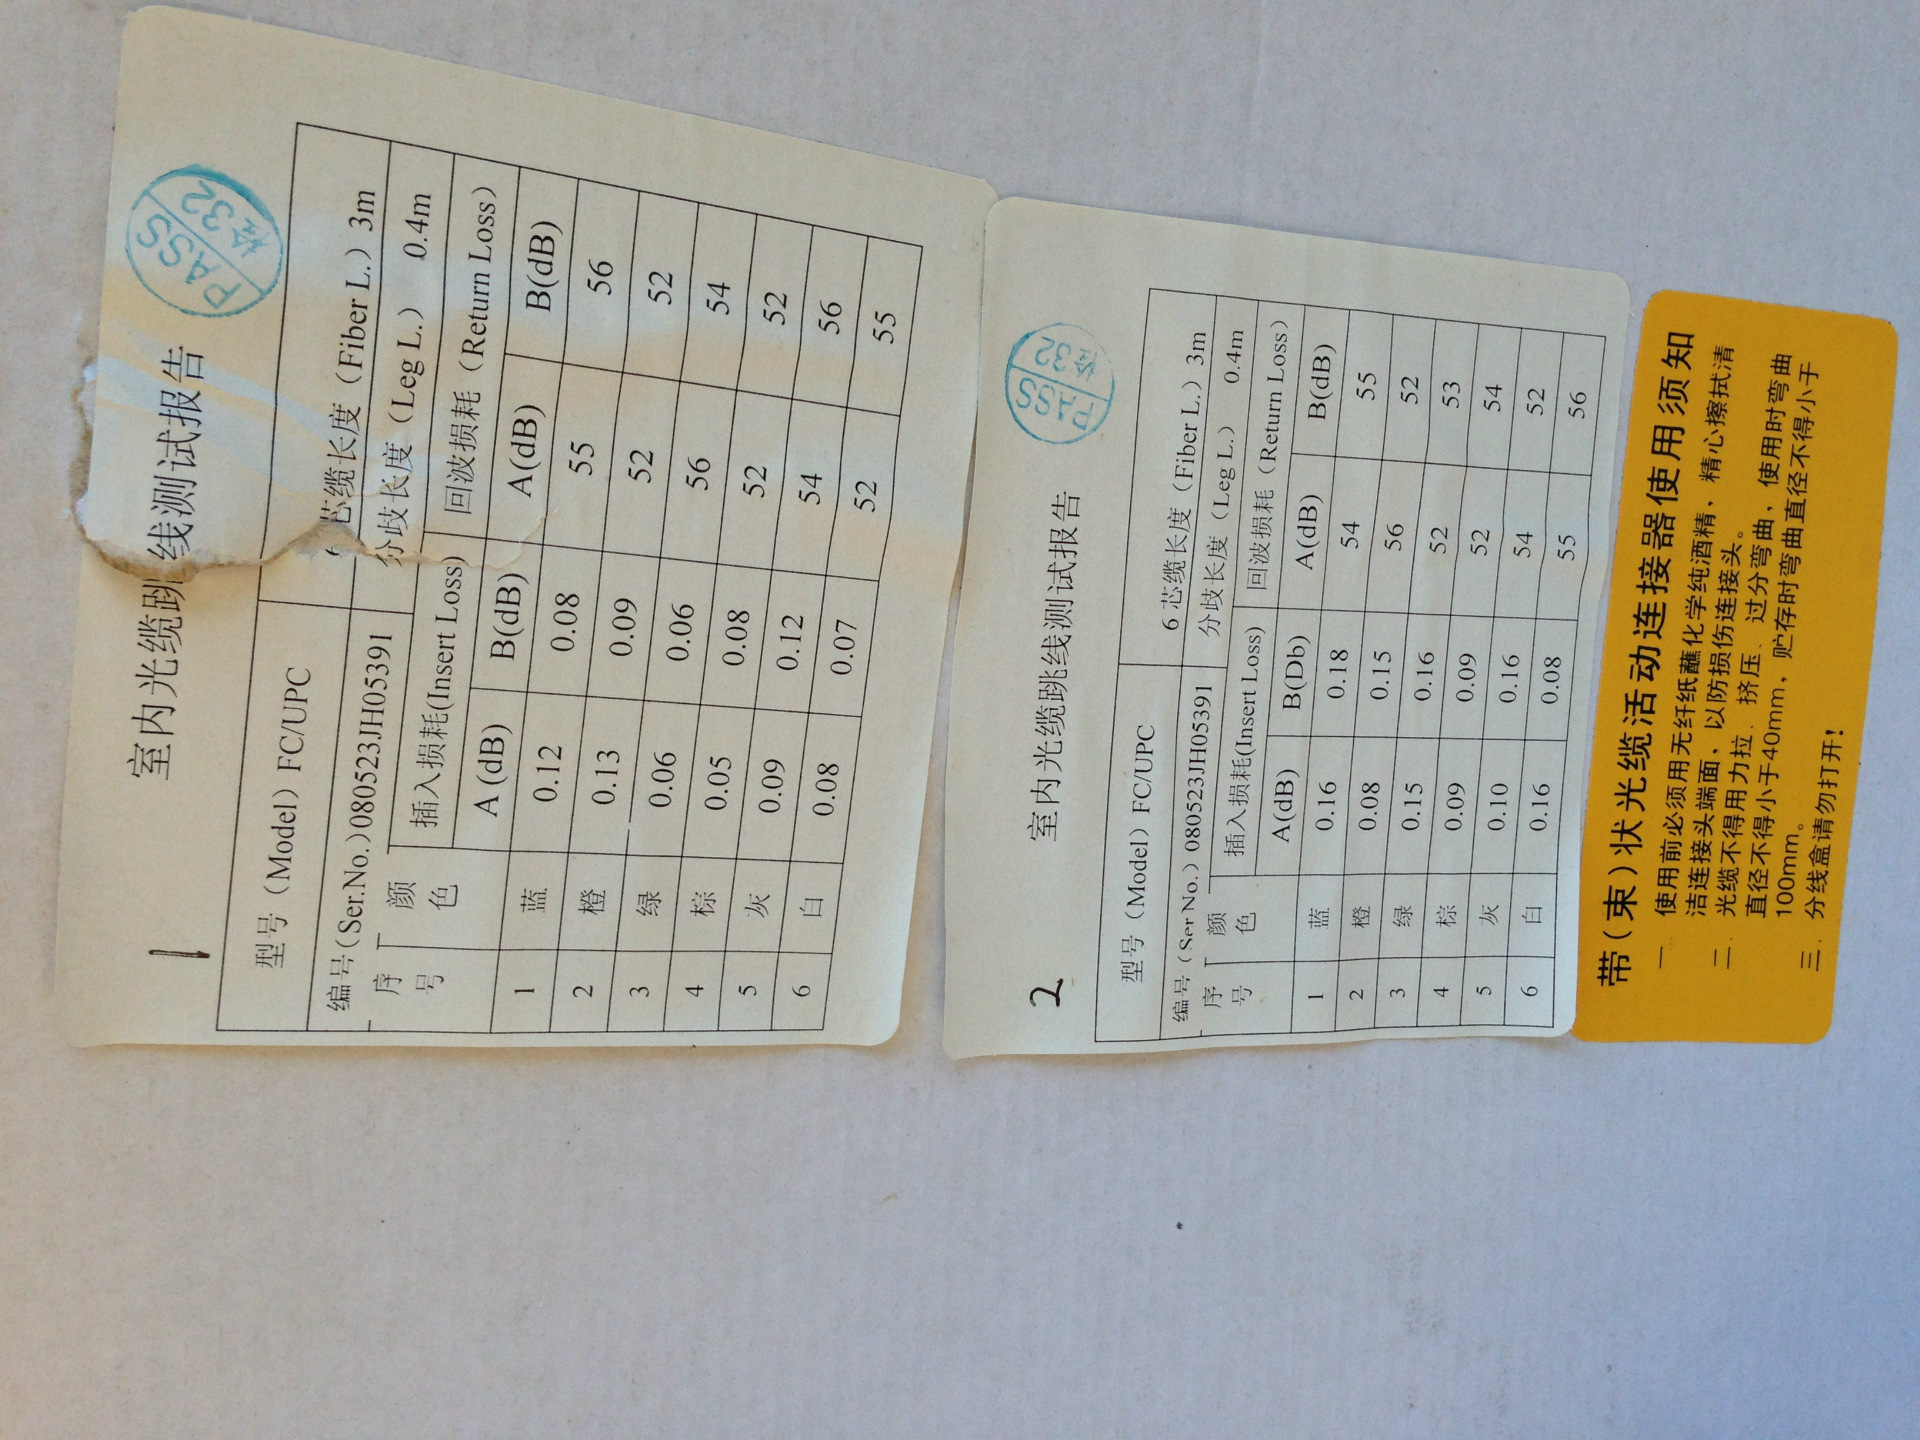 1
室内光缆跳线测试报告
PASS
检32
型号（Model）FC/UPC
6芯缆长度（Fiber L.）3m
编号（Ser.No.）080523JH05391
分歧长度（Leg L.） 0.4m
序号 颜色 插入损耗(Insert Loss) 回波损耗（Return Loss）
A(dB) B(dB) A(dB) B(dB)
1 蓝 0.12 0.08 55 56
2 橙 0.13 0.09 52 52
3 绿 0.06 0.06 56 54
4 棕 0.05 0.08 52 52
5 灰 0.09 0.12 54 56
6 白 0.08 0.07 52 55
2
室内光缆跳线测试报告
PASS
检32
型号（Model）FC/UPC
6芯缆长度（Fiber L.）3m
编号（Ser No.）080523JH05391
分歧长度（Leg L.） 0.4m
序号 颜色 插入损耗(Insert Loss) 回波损耗（Return Loss）
A(dB) B(Db) A(dB) B(dB)
1 蓝 0.16 0.18 54 55
2 橙 0.08 0.15 56 52
3 绿 0.15 0.16 52 53
4 棕 0.09 0.09 52 54
5 灰 0.10 0.16 54 52
6 白 0.16 0.08 55 56
带(束)状光缆活动连接器使用须知
一. 使用前必须用无纤纸蘸化学纯酒精，精心擦拭清
洁连接头端面，以防损伤连接头。
二. 光缆不得用力拉、挤压、过分弯曲，使用时弯曲
直径不得小于40mm，贮存时弯曲直径不得小于
100mm。
三. 分线盒请勿打开!